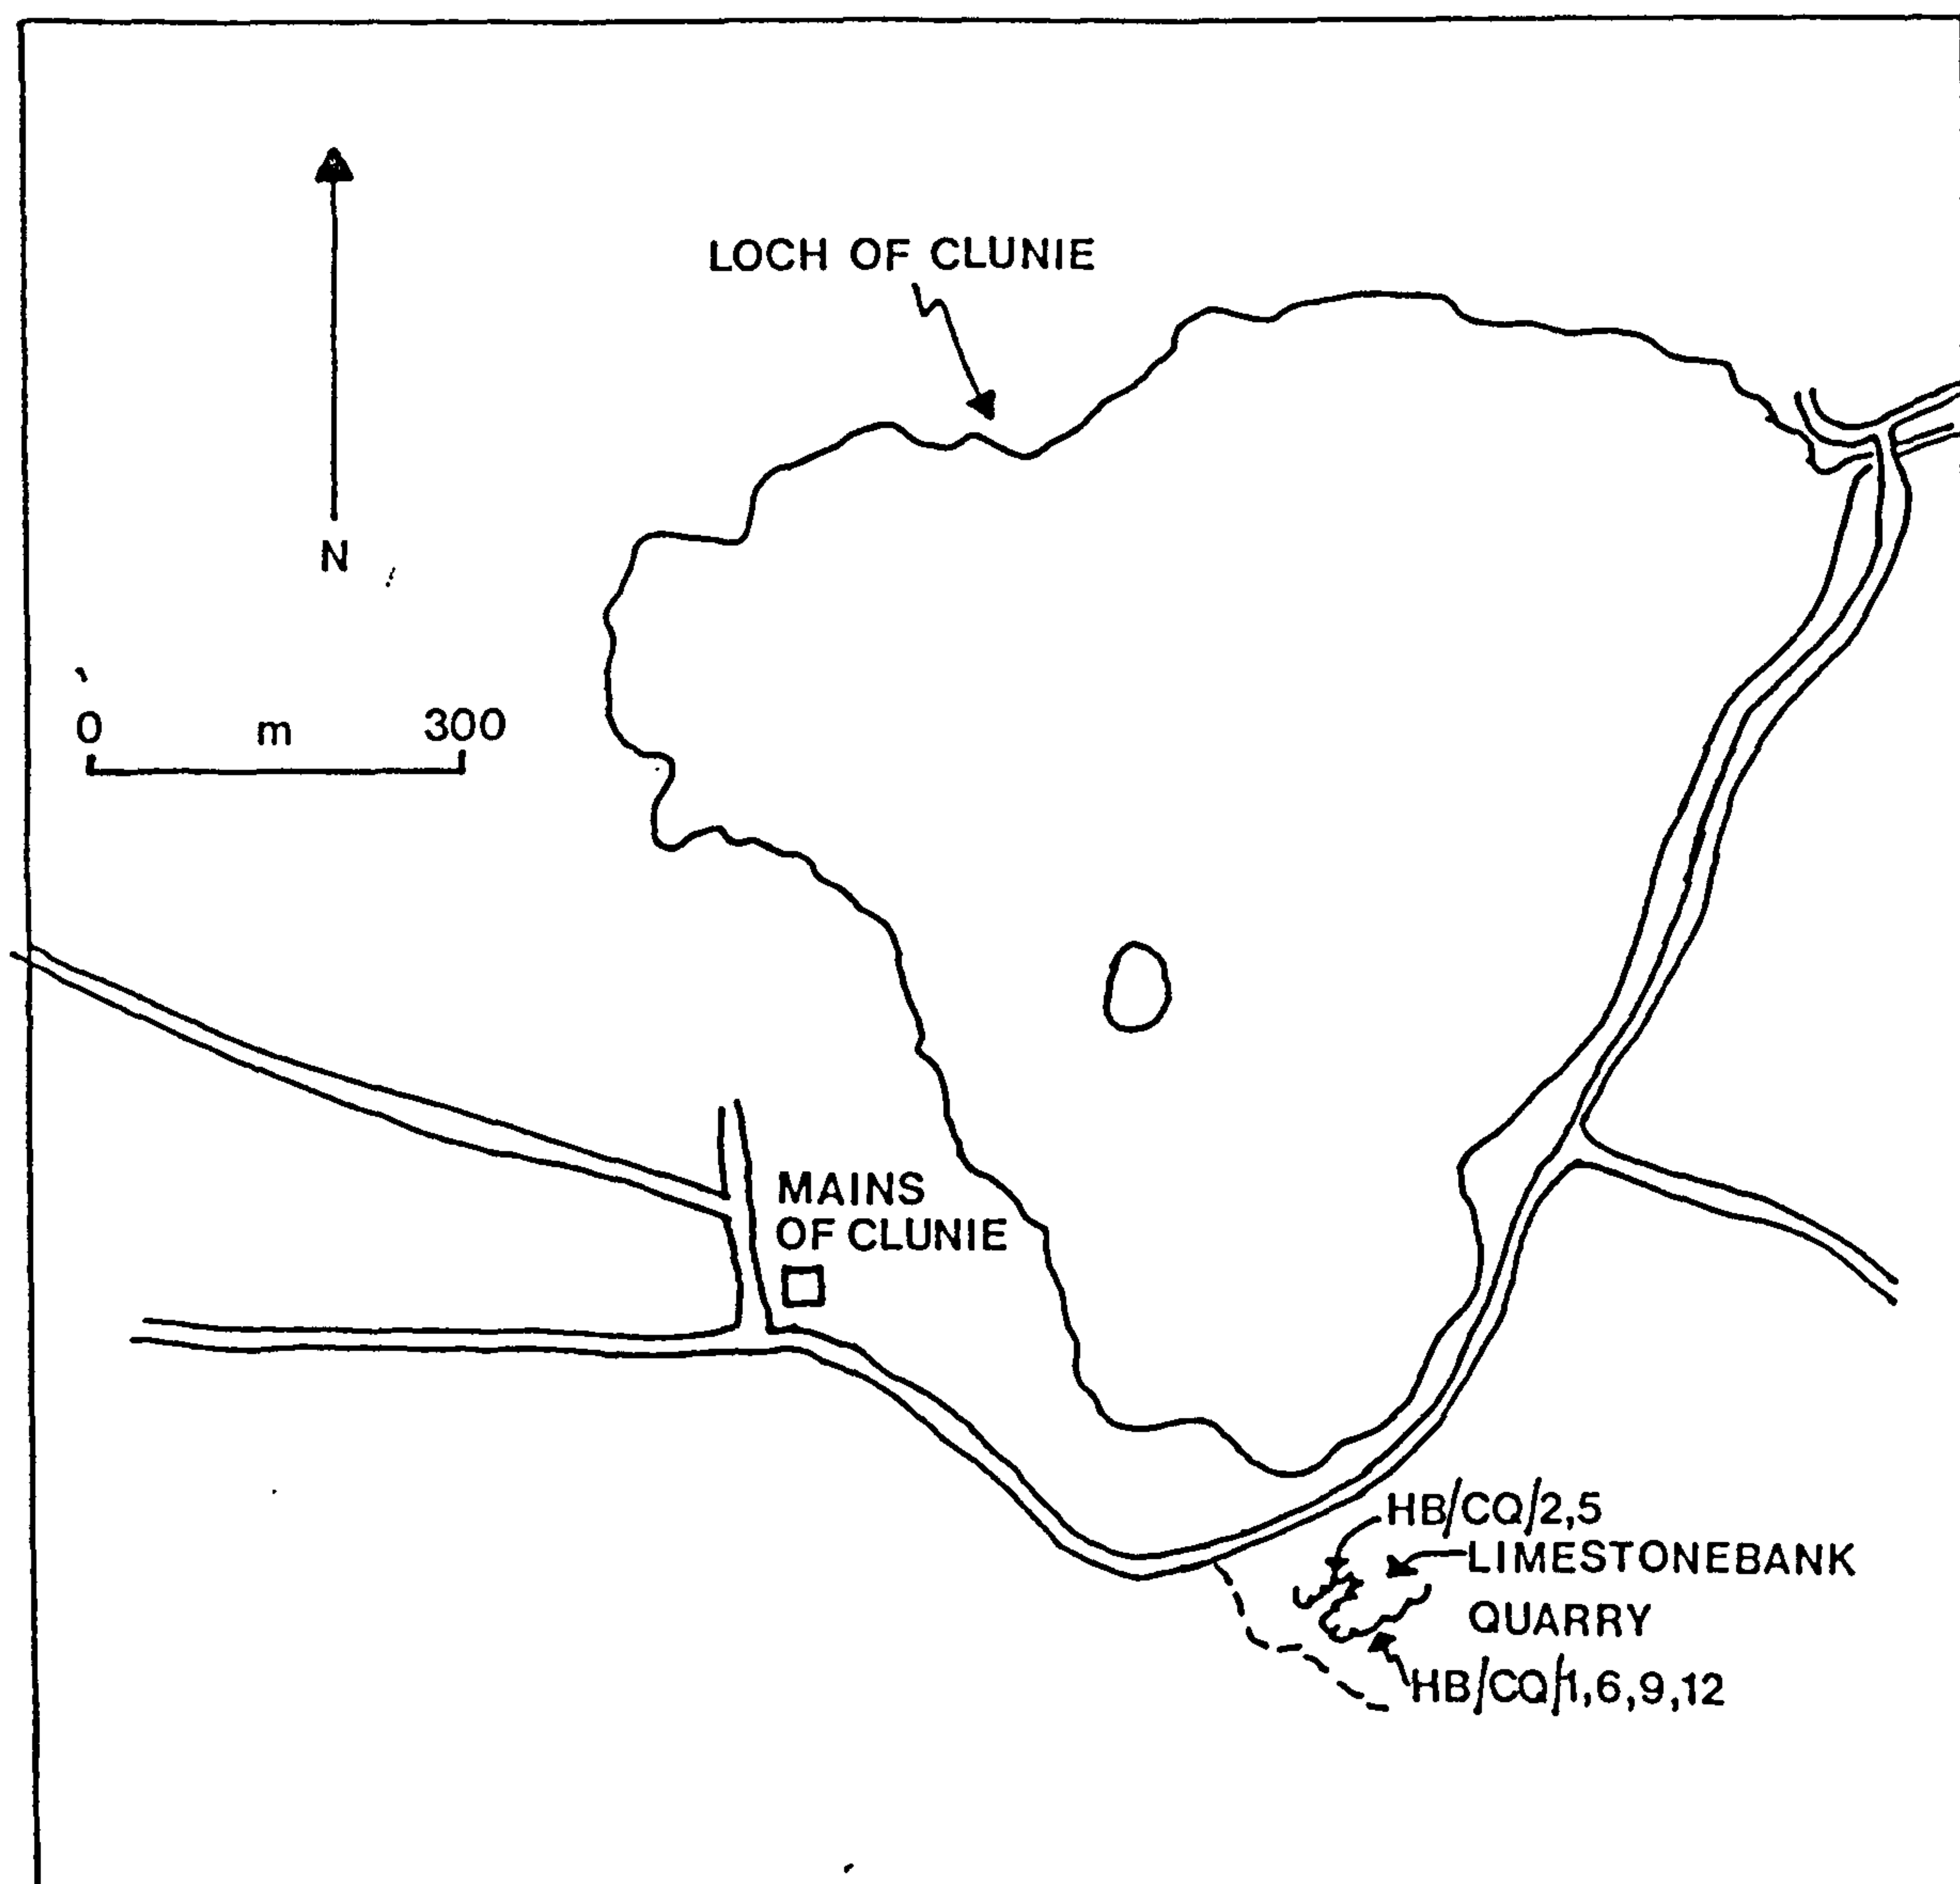 LOCH OF CLUNIE
N
0 m 300
MAINS
OF CLUNIE
HB/CQ/2,5
LIMESTONEBANK
QUARRY
HB/CQ/1,6,9,12